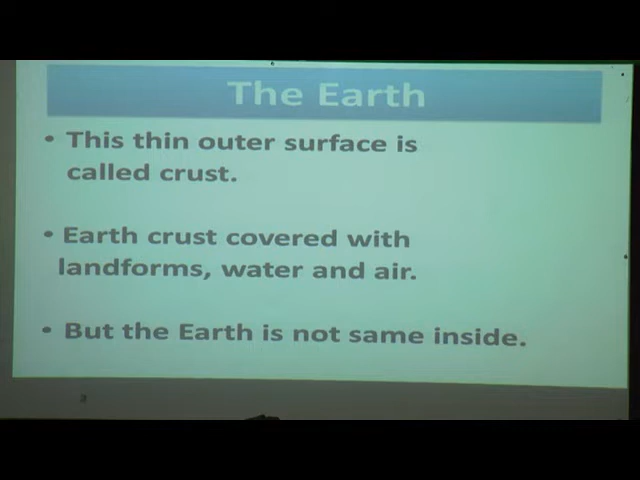 The Earth
• This thin outer surface is
called crust.
• Earth crust covered with
landforms, water and air.
• But the Earth is not same inside.